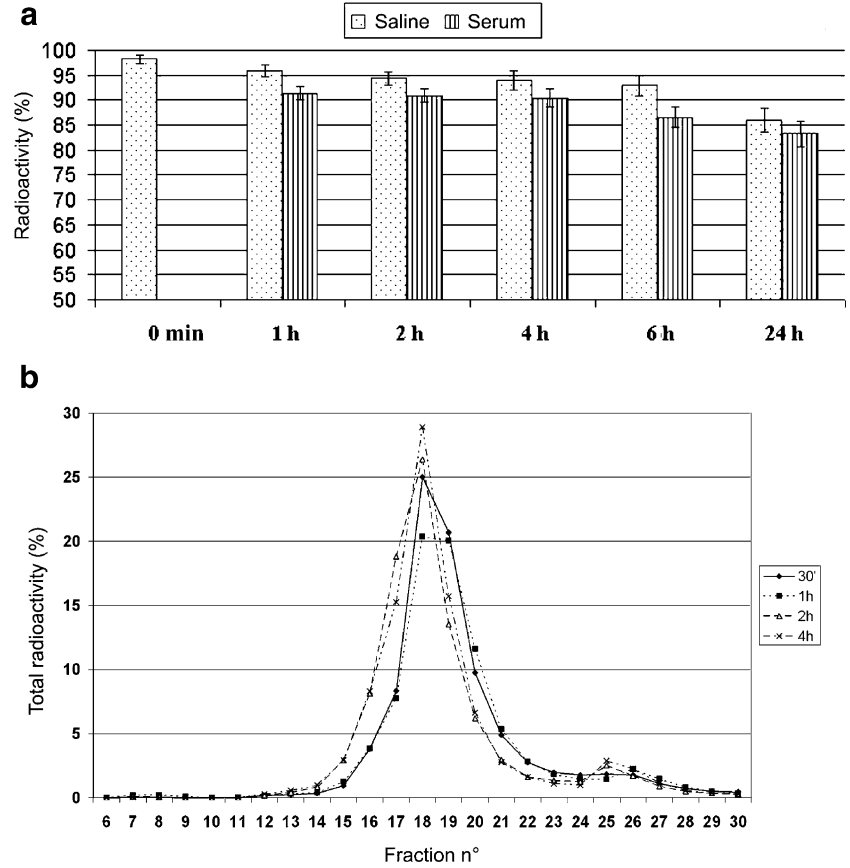 a
Saline Serum
100
95
90
85
80
75
70
65
60
55
50
Radioactivity (%)
0 min 1 h 2 h 4 h 6 h 24 h
b
30
25
20
15
10
5
0
Total radioactivity (%)
6 7 8 9 10 11 12 13 14 15 16 17 18 19 20 21 22 23 24 25 26 27 28 29 30
Fraction n°
30'
1h
2h
4h